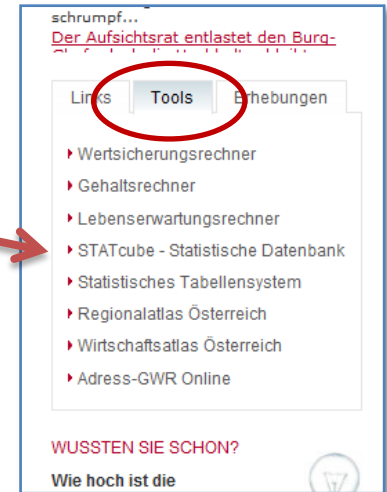 schrumpf...
Der Aufsichtsrat entlastet den Burg-
Links Tools Erhebungen
Wertsicherungsrechner
Gehaltsrechner
Lebenserwartungsrechner
STATcube - Statistische Datenbank
Statistisches Tabellensystem
Regionalatlas Österreich
Wirtschaftsatlas Österreich
Adress-GWR Online
WUSSTEN SIE SCHON?
Wie hoch ist die